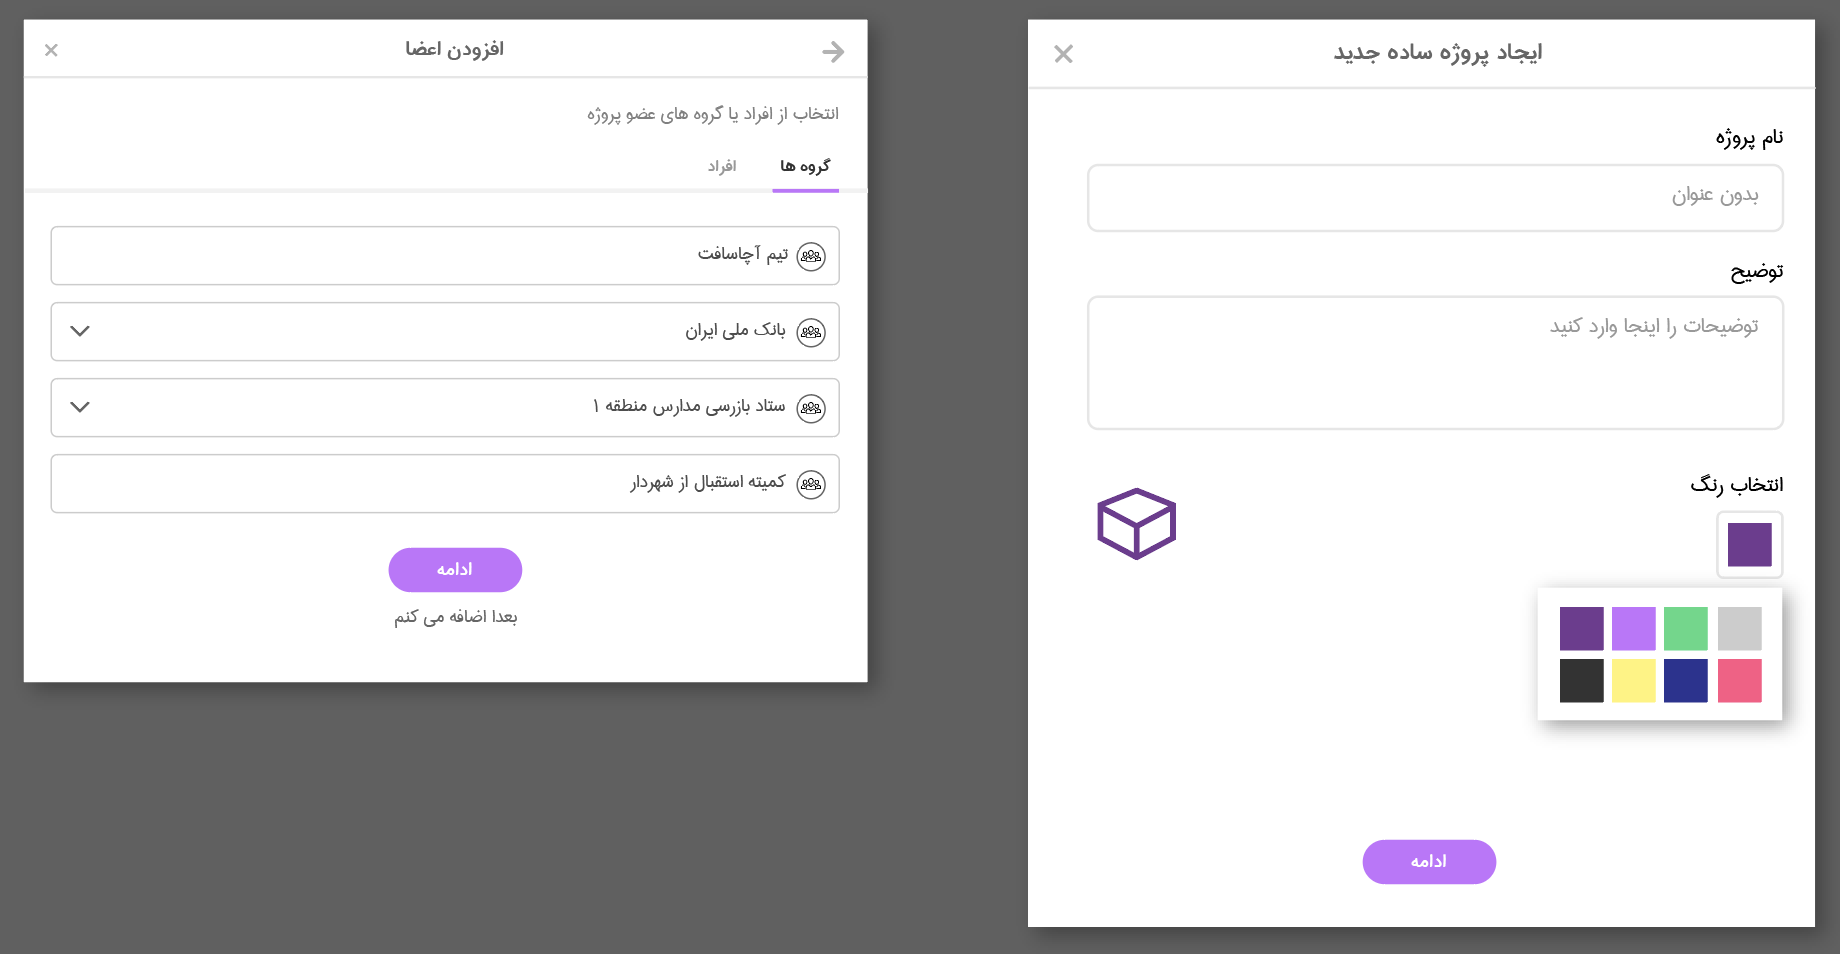 ایجاد پروژه ساده جدید
نام پروژه
بدون عنوان
توضیح
توضیحات را اینجا وارد کنید
انتخاب رنگ
ادامه
افزودن اعضا
انتخاب از افراد یا گروه های عضو پروژه
گروه ها
افراد
تیم آچاسافت
بانک ملی ایران
ستاد بازرسی مدارس منطقه ۱
کمیته استقبال از شهردار
ادامه
بعدا اضافه می کنم